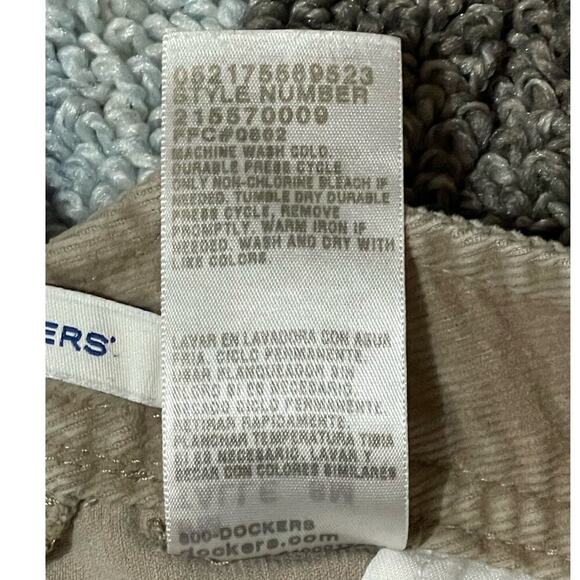 052175569523
STYLE NUMBER
215570009
FFC#0862
MACHINE WASH COLD.
DURABLE PRESS CYCLE.
ONLY NON-CHLORINE BLEACH IF
NEEDED. TUMBLE DRY DURABLE
PRESS CYCLE, REMOVE
PROMPTLY, WARM IRON IF
NEEDED. WASH AND DRY WITH
LIKE COLORS.
ERS
LAVAR EN LAVADORA CON AGUA
FRIA, CICLO PERMANENTE.
USAR BLANQUEADOR SIN
CLORO SI ES NECESARIO.
SECADO CICLO PERMANENTE.
RETIRAR RAPIDAMENTE.
PLANCHAR TEMPERATURA TIBIA
SI ES NECESARIO. LAVAR Y
SECAR CON COLORES SIMILARES
800-DOCKERS
dockers.com